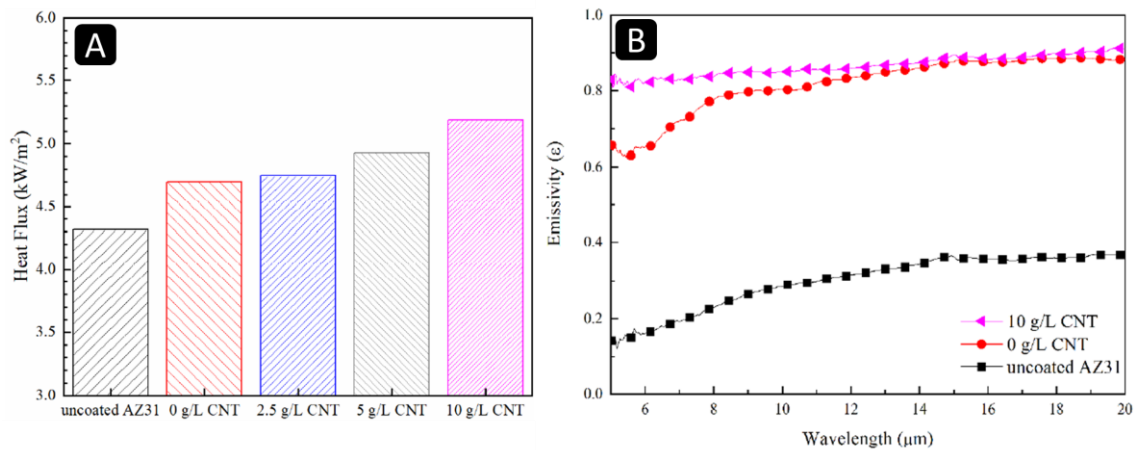 A
Heat Flux (kW/m²)
6.0
5.5
5.0
4.5
4.0
3.5
3.0
uncoated AZ31 0 g/L CNT 2.5 g/L CNT 5 g/L CNT 10 g/L CNT
B
Emissivity (ε)
1.0
0.8
0.6
0.4
0.2
0.0
10 g/L CNT
0 g/L CNT
uncoated AZ31
6 8 10 12 14 16 18 20
Wavelength (μm)